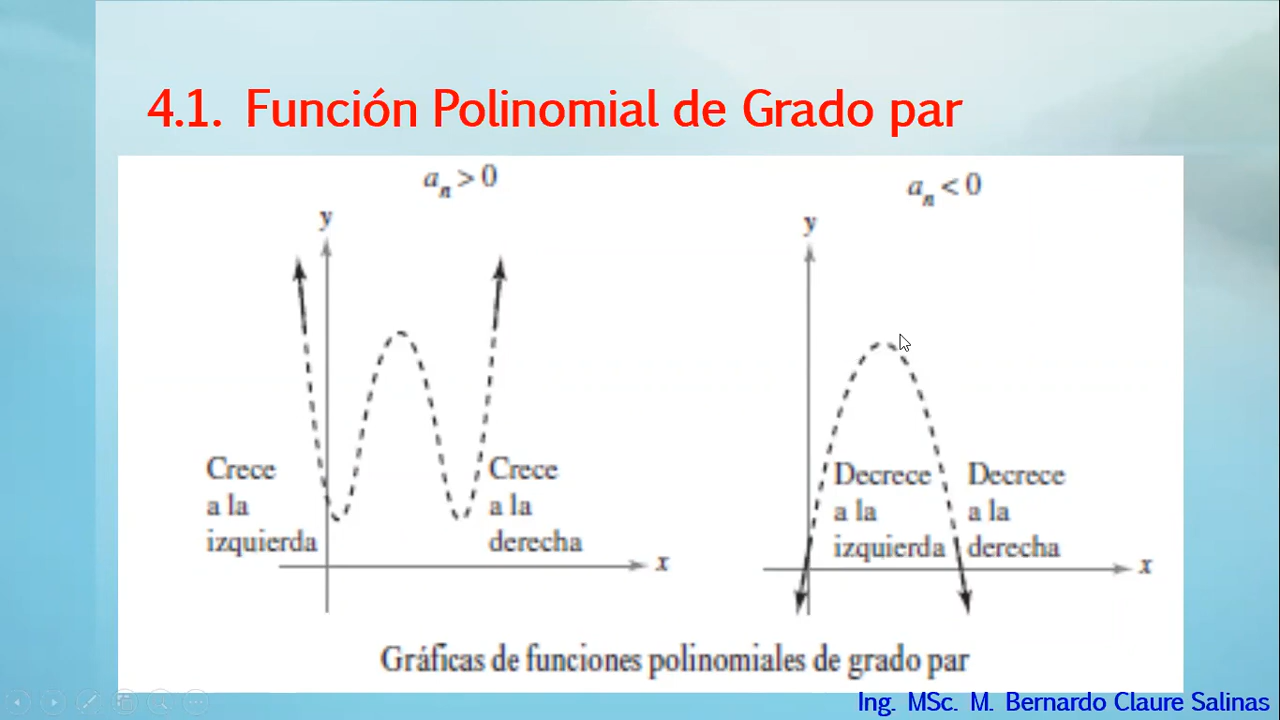 4.1. Función Polinomial de Grado par
aₙ > 0
aₙ < 0
y
y
Crece
a la
izquierda
Crece
a la
derecha
x
Decrece
a la
izquierda
Decrece
a la
derecha
x
Gráficas de funciones polinomiales de grado par
Ing. MSc. M. Bernardo Claure Salinas